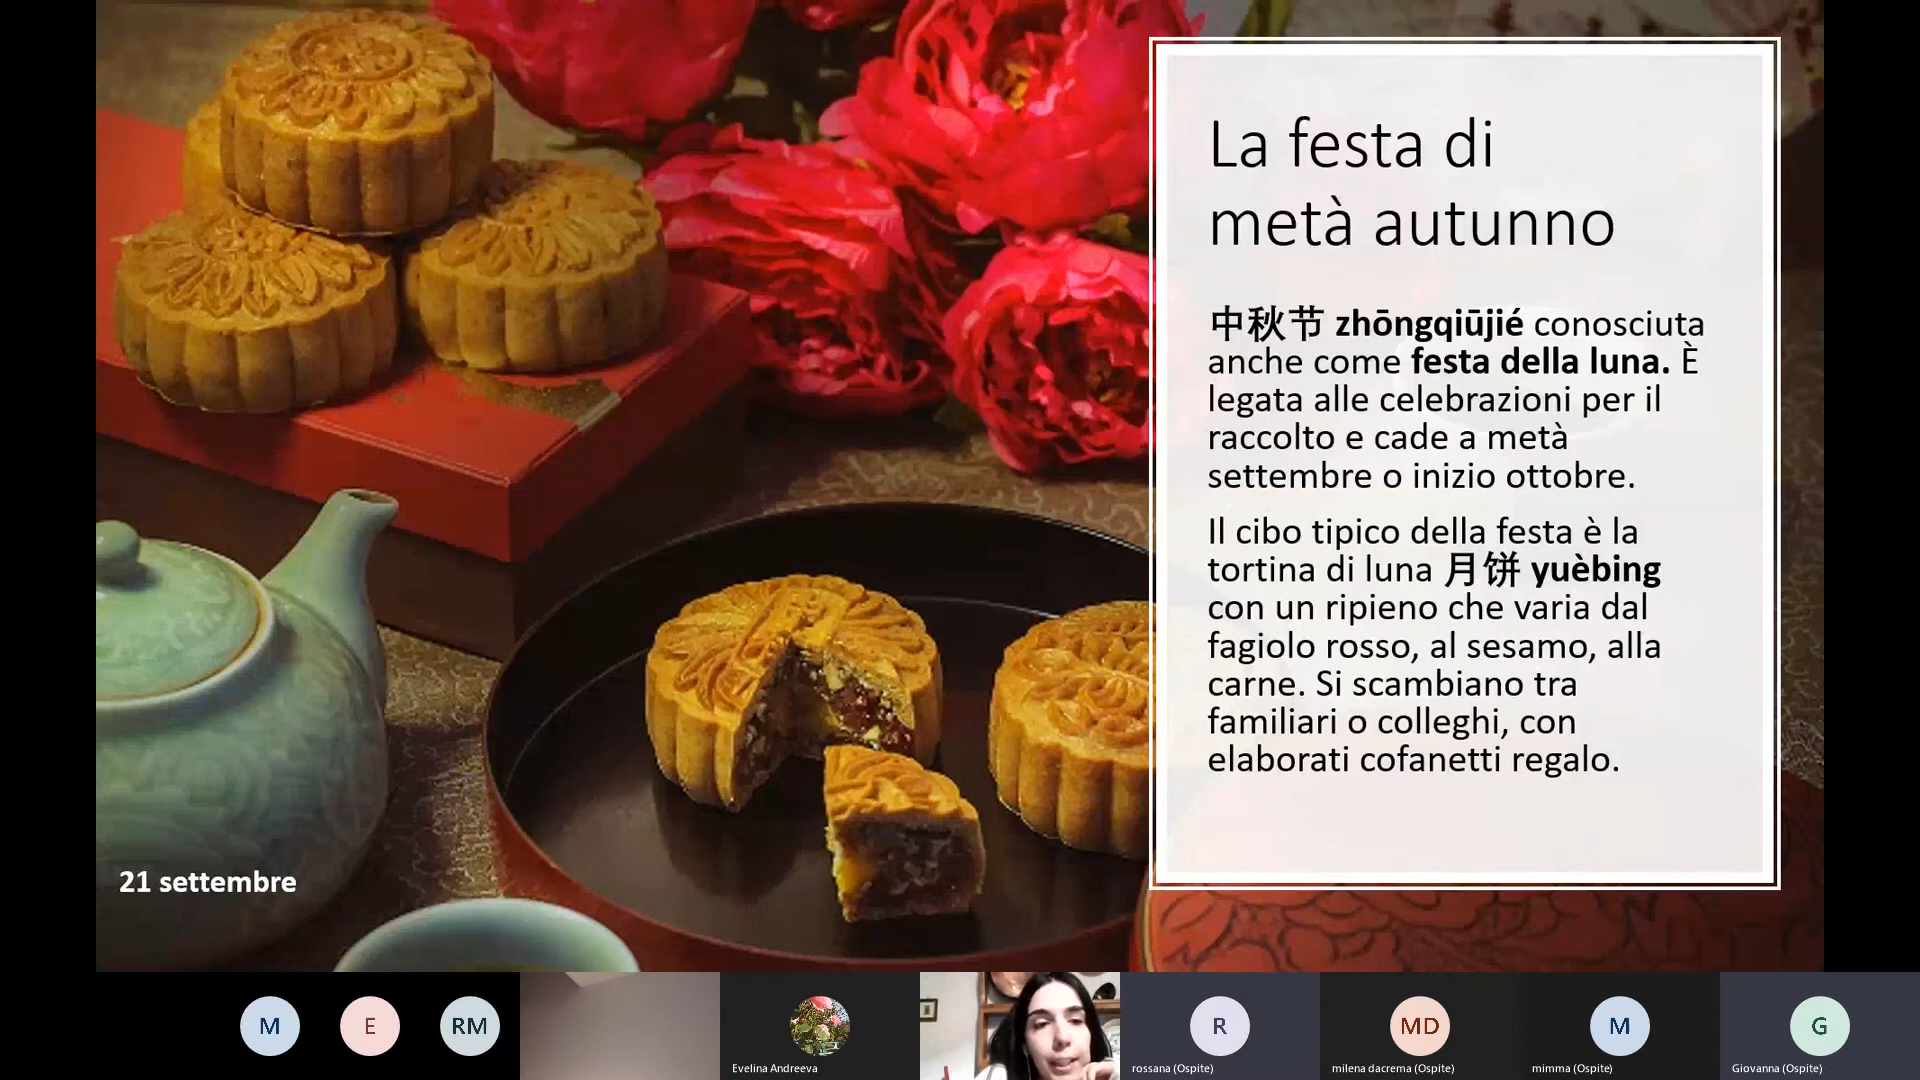 La festa di
metà autunno
中秋节 zhōngqiūjié conosciuta
anche come festa della luna. È
legata alle celebrazioni per il
raccolto e cade a metà
settembre o inizio ottobre.
Il cibo tipico della festa è la
tortina di luna 月饼 yuèbing
con un ripieno che varia dal
fagiolo rosso, al sesamo, alla
carne. Si scambiano tra
familiari o colleghi, con
elaborati cofanetti regalo.
21 settembre
M
E
RM
Evelina Andreeva
R
rossana (Ospite)
MD
milena dacrema (Ospite)
M
mimma (Ospite)
G
Giovanna (Ospite)